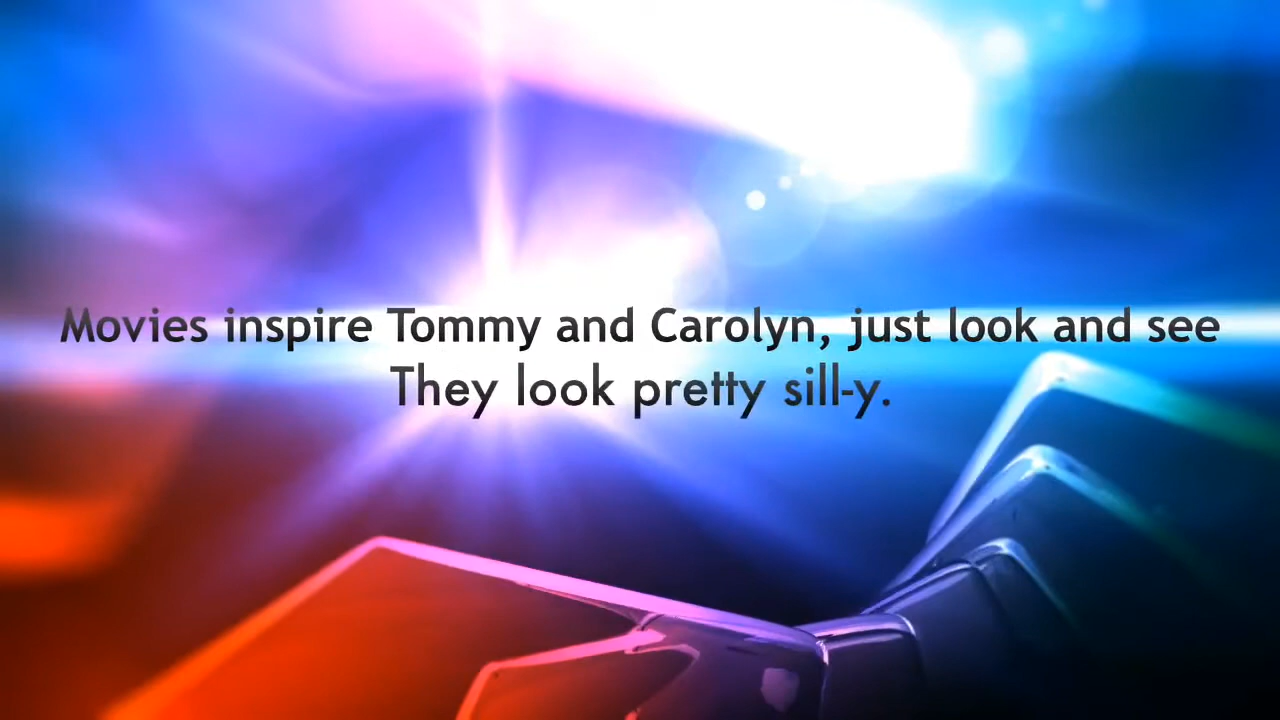 Movies inspire Tommy and Carolyn, just look and see
They look pretty sill-y.